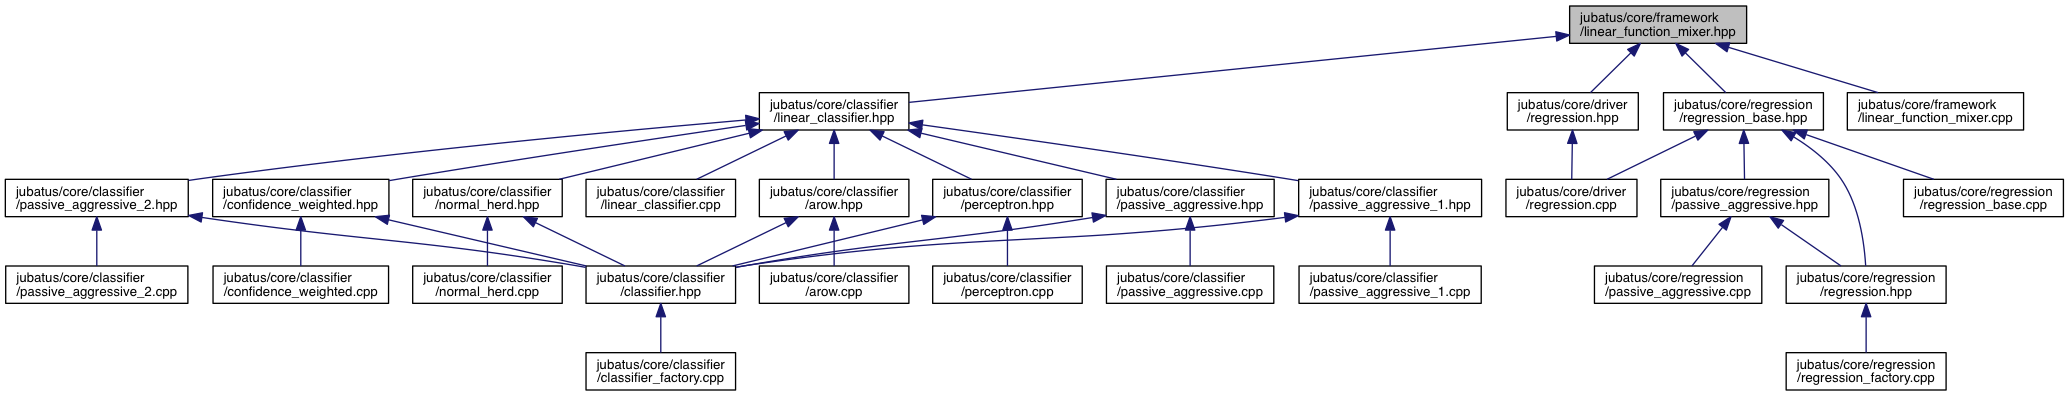 jubatus/core/framework
/linear_function_mixer.hpp
jubatus/core/classifier
/linear_classifier.hpp
jubatus/core/driver
/regression.hpp
jubatus/core/regression
/regression_base.hpp
jubatus/core/framework
/linear_function_mixer.cpp
jubatus/core/classifier
/passive_aggressive_2.hpp
jubatus/core/classifier
/confidence_weighted.hpp
jubatus/core/classifier
/normal_herd.hpp
jubatus/core/classifier
/linear_classifier.cpp
jubatus/core/classifier
/arow.hpp
jubatus/core/classifier
/perceptron.hpp
jubatus/core/classifier
/passive_aggressive.hpp
jubatus/core/classifier
/passive_aggressive_1.hpp
jubatus/core/driver
/regression.cpp
jubatus/core/regression
/passive_aggressive.hpp
jubatus/core/regression
/regression_base.cpp
jubatus/core/classifier
/passive_aggressive_2.cpp
jubatus/core/classifier
/confidence_weighted.cpp
jubatus/core/classifier
/normal_herd.cpp
jubatus/core/classifier
/classifier.hpp
jubatus/core/classifier
/arow.cpp
jubatus/core/classifier
/perceptron.cpp
jubatus/core/classifier
/passive_aggressive.cpp
jubatus/core/classifier
/passive_aggressive_1.cpp
jubatus/core/regression
/passive_aggressive.cpp
jubatus/core/regression
/regression.hpp
jubatus/core/classifier
/classifier_factory.cpp
jubatus/core/regression
/regression_factory.cpp